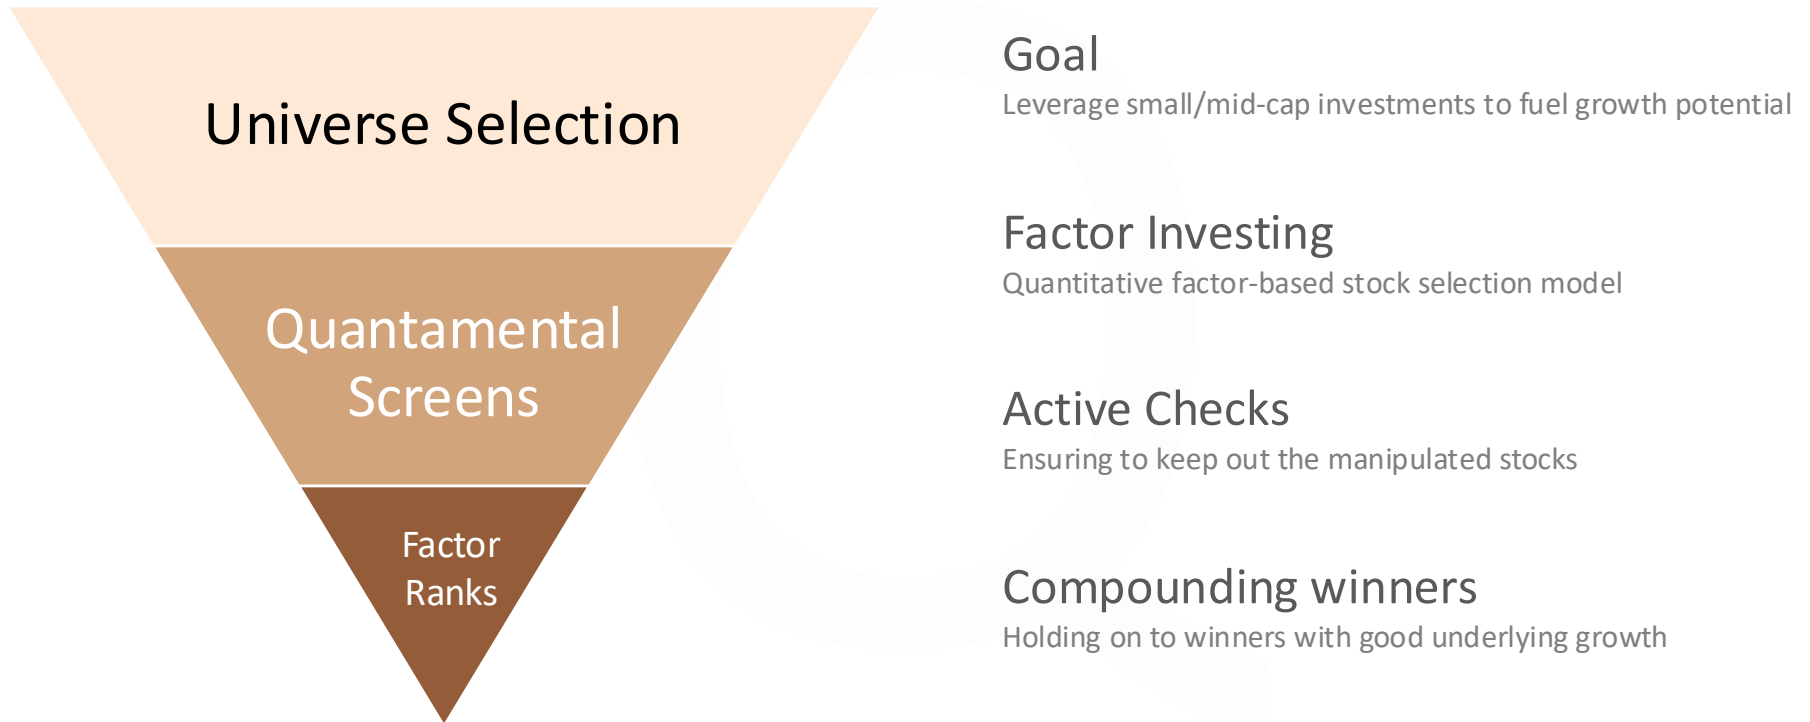 Universe Selection
Quantamental
Screens
Factor
Ranks
Goal
Leverage small/mid-cap investments to fuel growth potential
Factor Investing
Quantitative factor-based stock selection model
Active Checks
Ensuring to keep out the manipulated stocks
Compounding winners
Holding on to winners with good underlying growth